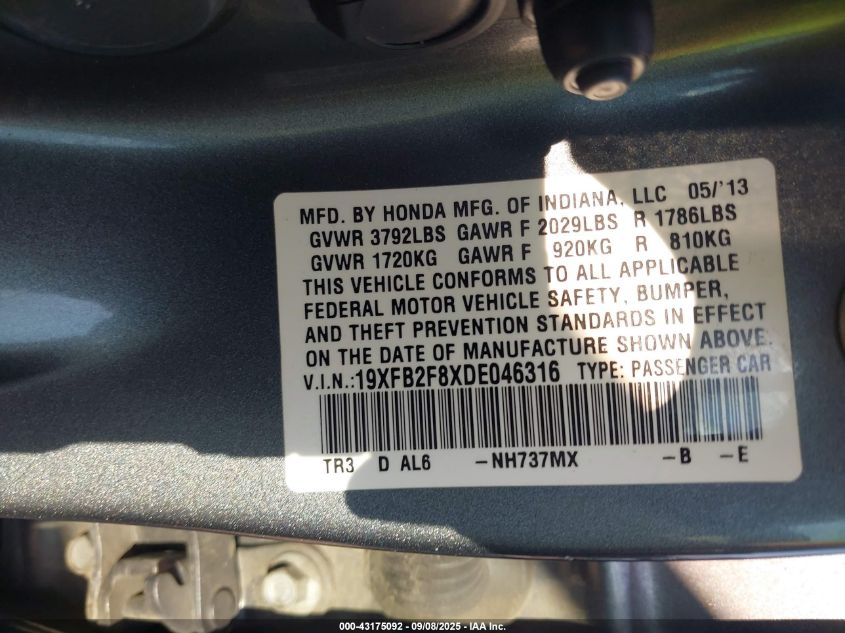 MFD. BY HONDA MFG. OF INDIANA, LLC 05/'13
GVWR 3792LBS GAWR F 2029LBS R 1786LBS
GVWR 1720KG GAWR F 920KG R 810KG
THIS VEHICLE CONFORMS TO ALL APPLICABLE
FEDERAL MOTOR VEHICLE SAFETY, BUMPER,
AND THEFT PREVENTION STANDARDS IN EFFECT
ON THE DATE OF MANUFACTURE SHOWN ABOVE.
V.I.N.:19XFB2F8XDE046316 TYPE: PASSENGER CAR
TR3 D AL6 -NH737MX -B -E
000-43175092 - 09/08/2025 - IAA Inc.